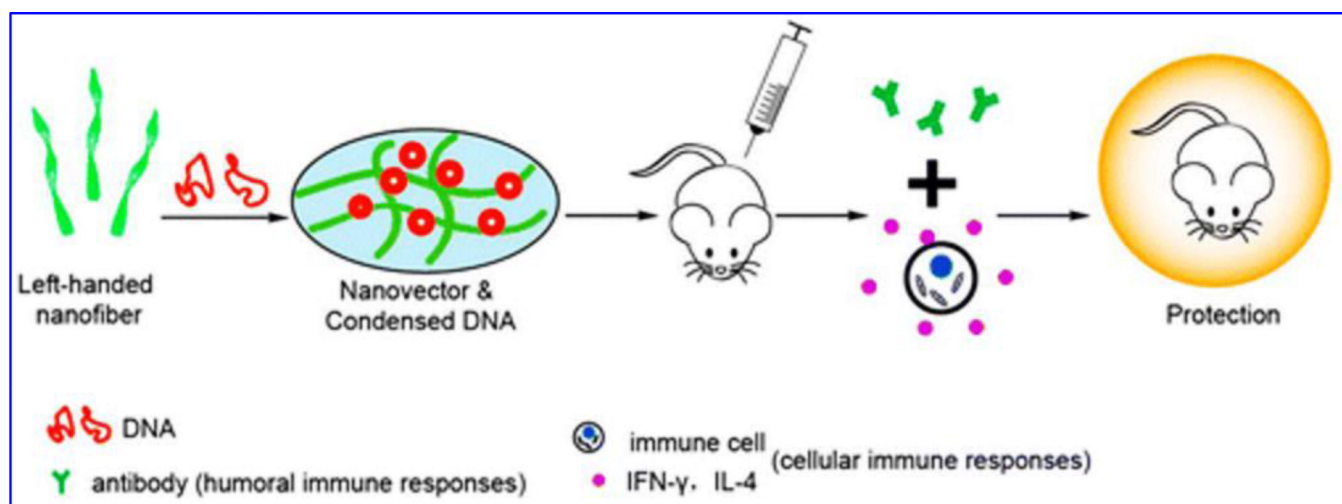 Left-handed
nanofiber
Nanovector &
Condensed DNA
Protection
DNA
antibody (humoral immune responses)
immune cell
(cellular immune responses)
IFN-γ, IL-4